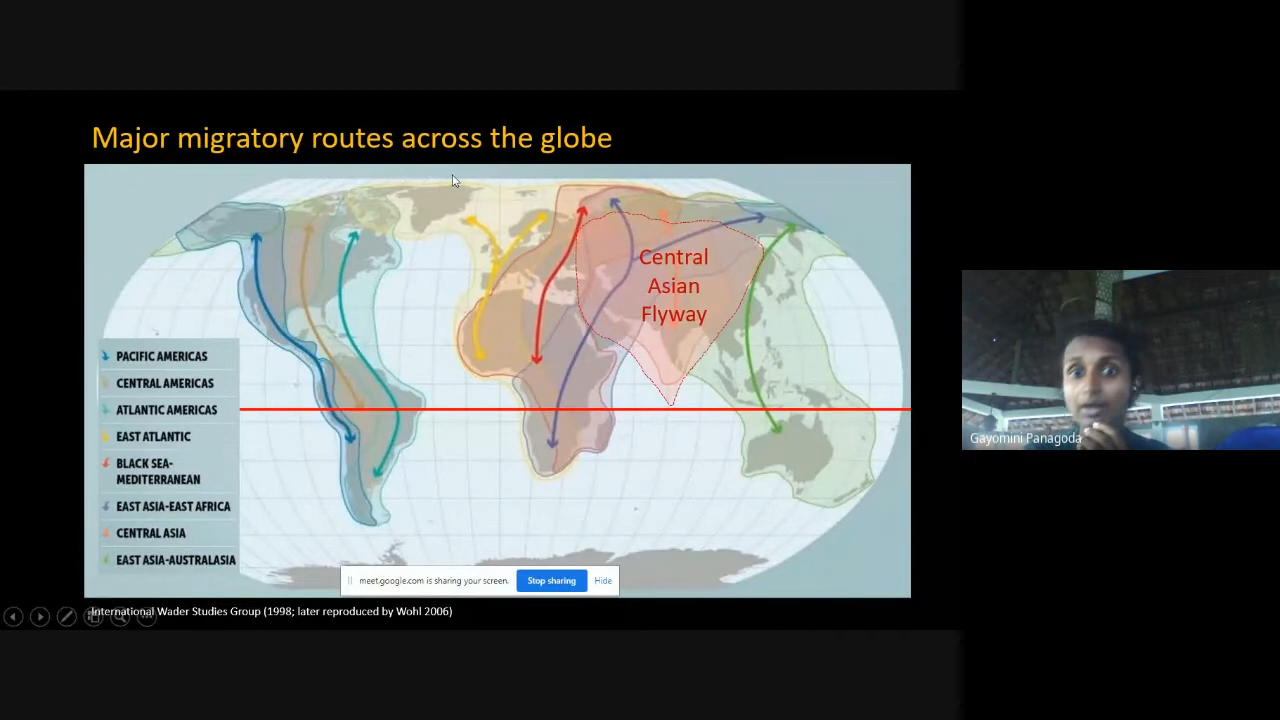 Major migratory routes across the globe
Central
Asian
Flyway
PACIFIC AMERICAS
CENTRAL AMERICAS
ATLANTIC AMERICAS
EAST ATLANTIC
BLACK SEA-
MEDITERRANEAN
EAST ASIA-EAST AFRICA
CENTRAL ASIA
EAST ASIA-AUSTRALASIA
meet.google.com is sharing your screen.
Stop sharing
Hide
International Wader Studies Group (1998; later reproduced by Wohl 2006)
Gayomini Panagoda